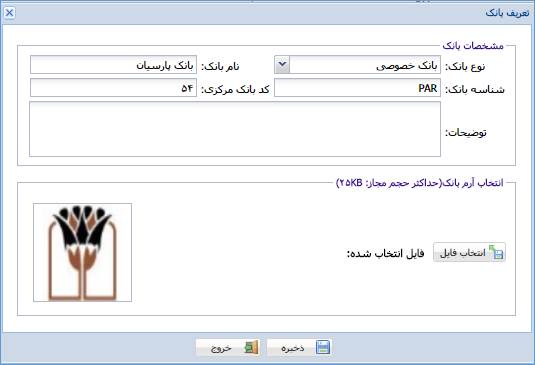 تعریف بانک
مشخصات بانک
نوع بانک: بانک خصوصی نام بانک: بانک پارسیان
شناسه بانک: PAR کد بانک مرکزی: ۵۴
توضیحات:
انتخاب آرم بانک(حداکثر حجم مجاز: ۲۵KB)
انتخاب فایل فایل انتخاب شده:
ذخیره خروج